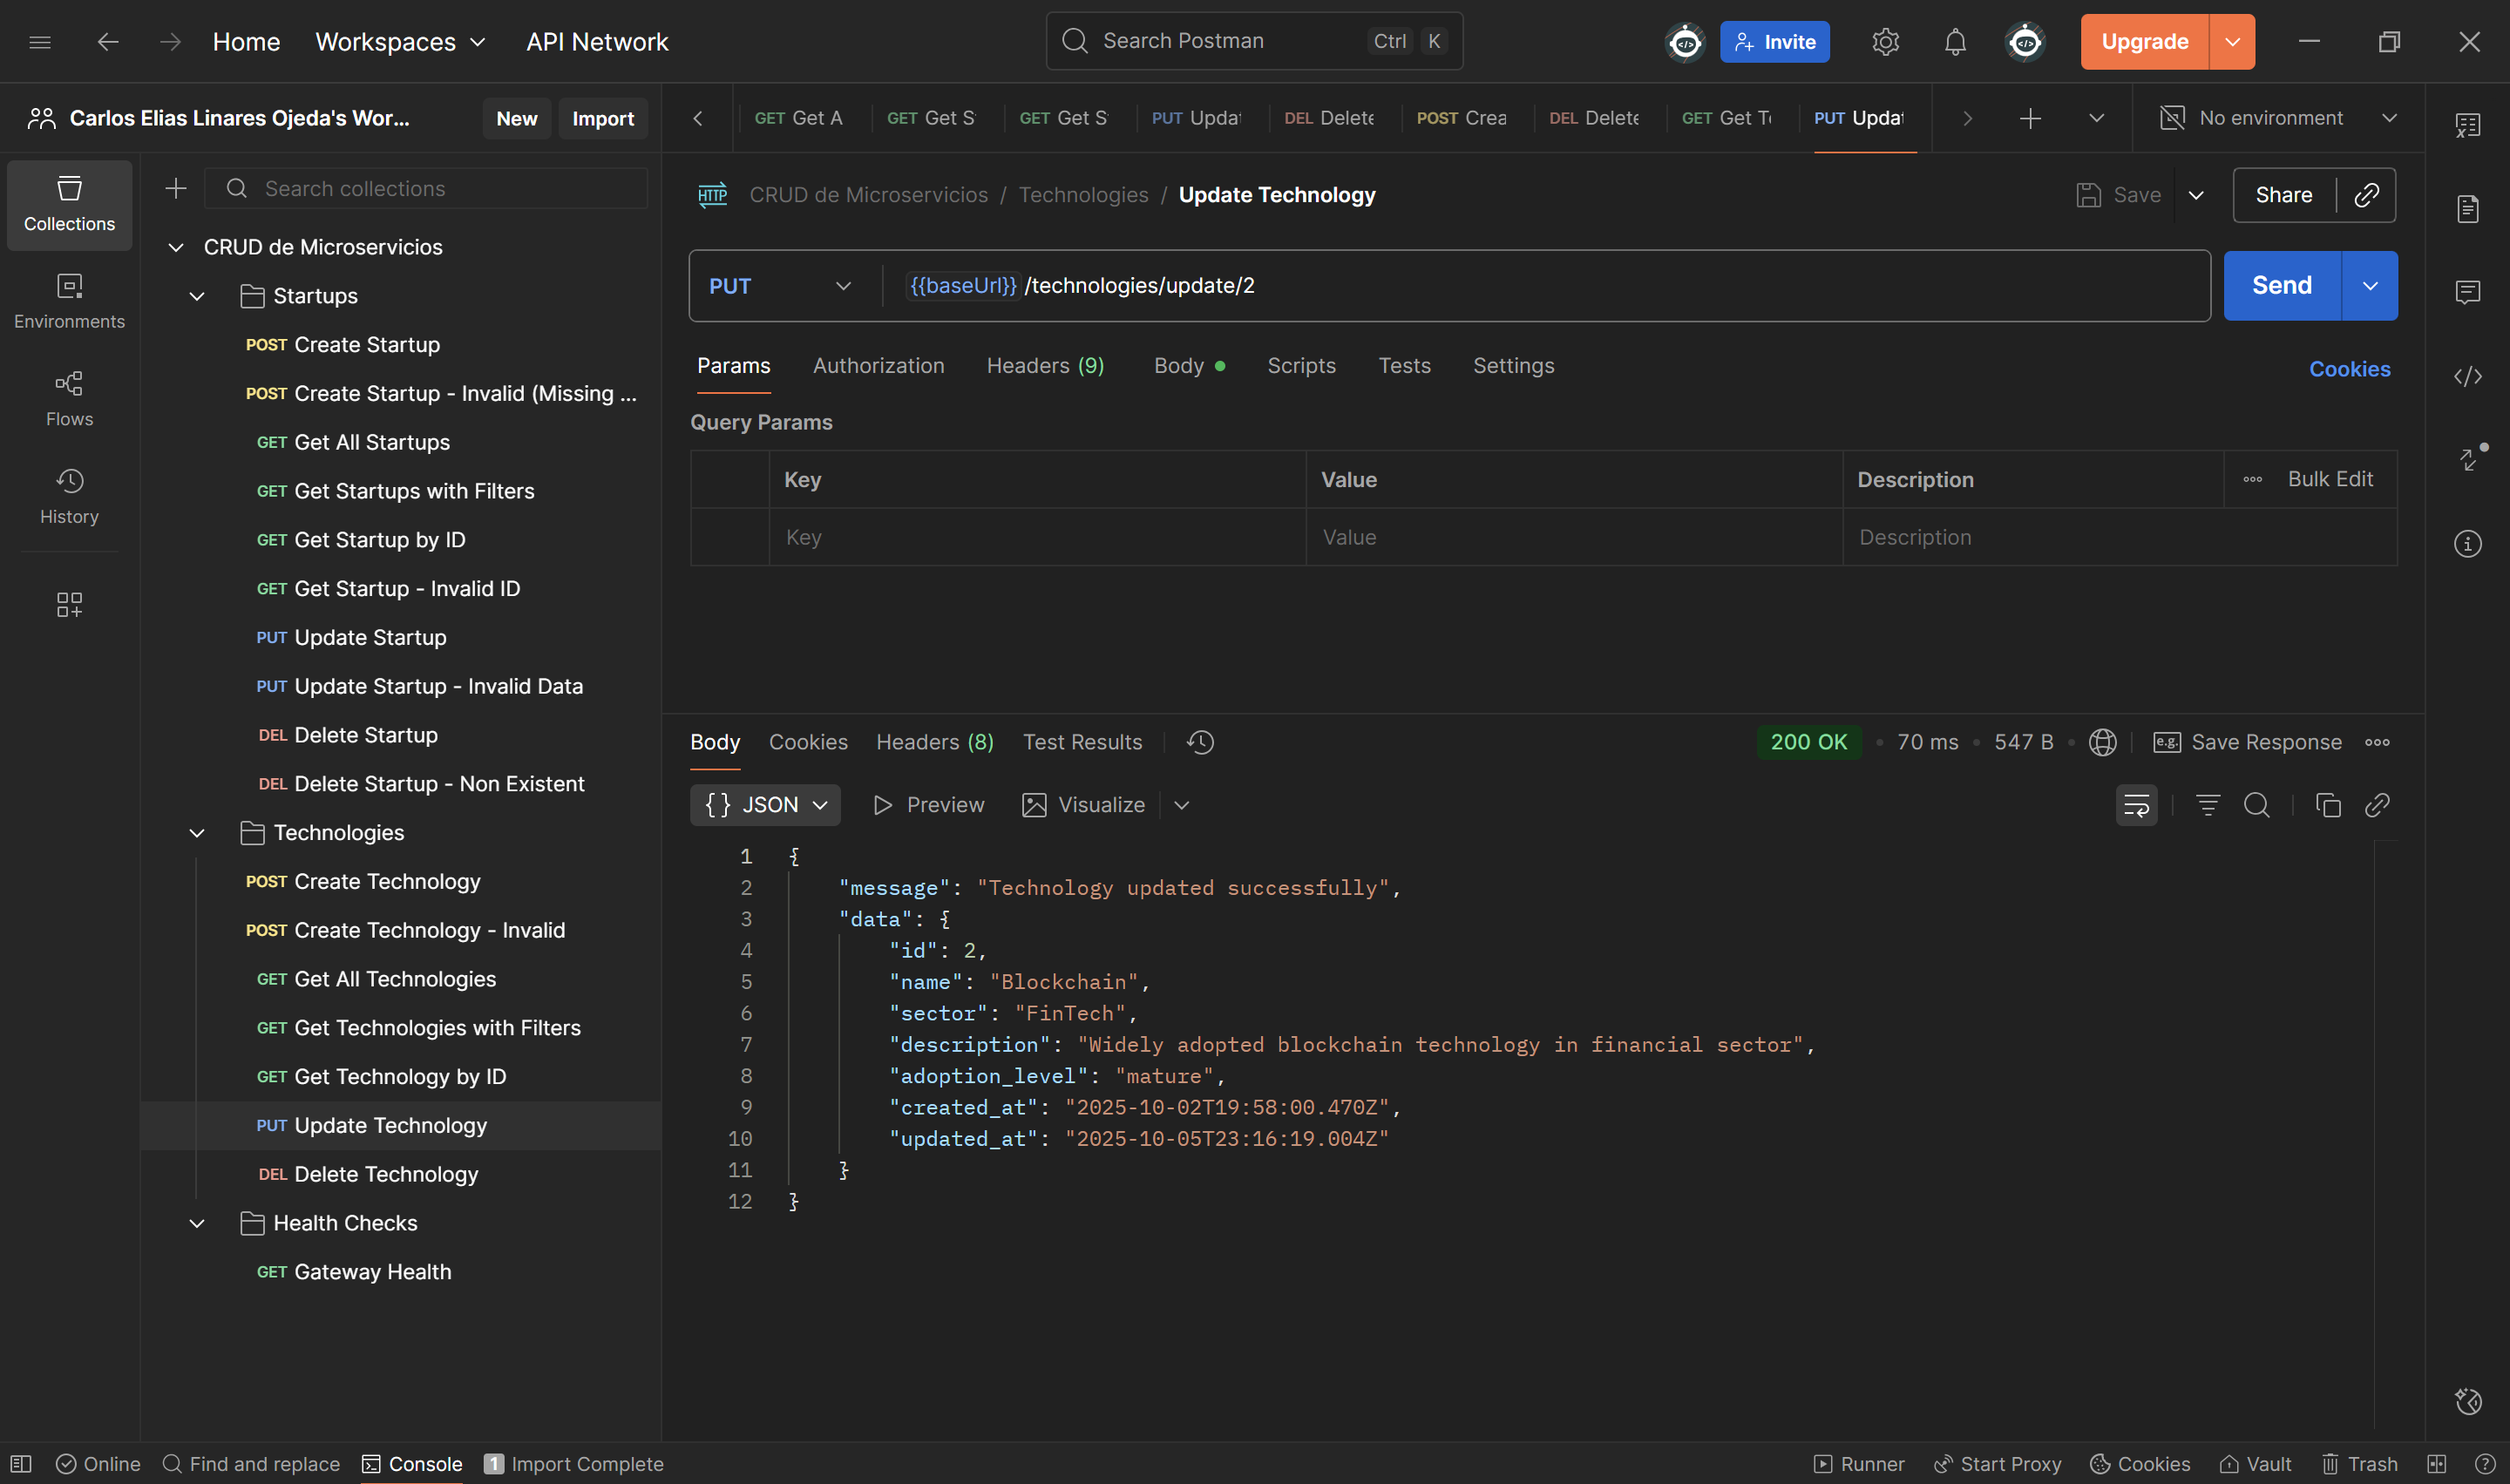 Home Workspaces API Network Search Postman Ctrl K Invite Upgrade
Carlos Elias Linares Ojeda's Wor... New Import
GET Get A GET Get S GET Get S PUT Updat DEL Delete POST Crea DEL Delete GET Get T PUT Updat No environment
Collections
Environments
Flows
History
Search collections
CRUD de Microservicios
Startups
POST Create Startup
POST Create Startup - Invalid (Missing ...
GET Get All Startups
GET Get Startups with Filters
GET Get Startup by ID
GET Get Startup - Invalid ID
PUT Update Startup
PUT Update Startup - Invalid Data
DEL Delete Startup
DEL Delete Startup - Non Existent
Technologies
POST Create Technology
POST Create Technology - Invalid
GET Get All Technologies
GET Get Technologies with Filters
GET Get Technology by ID
PUT Update Technology
DEL Delete Technology
Health Checks
GET Gateway Health
HTTP CRUD de Microservicios / Technologies / Update Technology Save Share
PUT {{baseUrl}} /technologies/update/2 Send
Params Authorization Headers (9) Body Scripts Tests Settings Cookies
Query Params
Key Value Description Bulk Edit
Key Value Description
Body Cookies Headers (8) Test Results 200 OK 70 ms 547 B e.g. Save Response
{ } JSON Preview Visualize
1 {
2 "message": "Technology updated successfully",
3 "data": {
4 "id": 2,
5 "name": "Blockchain",
6 "sector": "FinTech",
7 "description": "Widely adopted blockchain technology in financial sector",
8 "adoption_level": "mature",
9 "created_at": "2025-10-02T19:58:00.470Z",
10 "updated_at": "2025-10-05T23:16:19.004Z"
11 }
12 }
Online Find and replace Console 1 Import Complete Runner Start Proxy Cookies Vault Trash